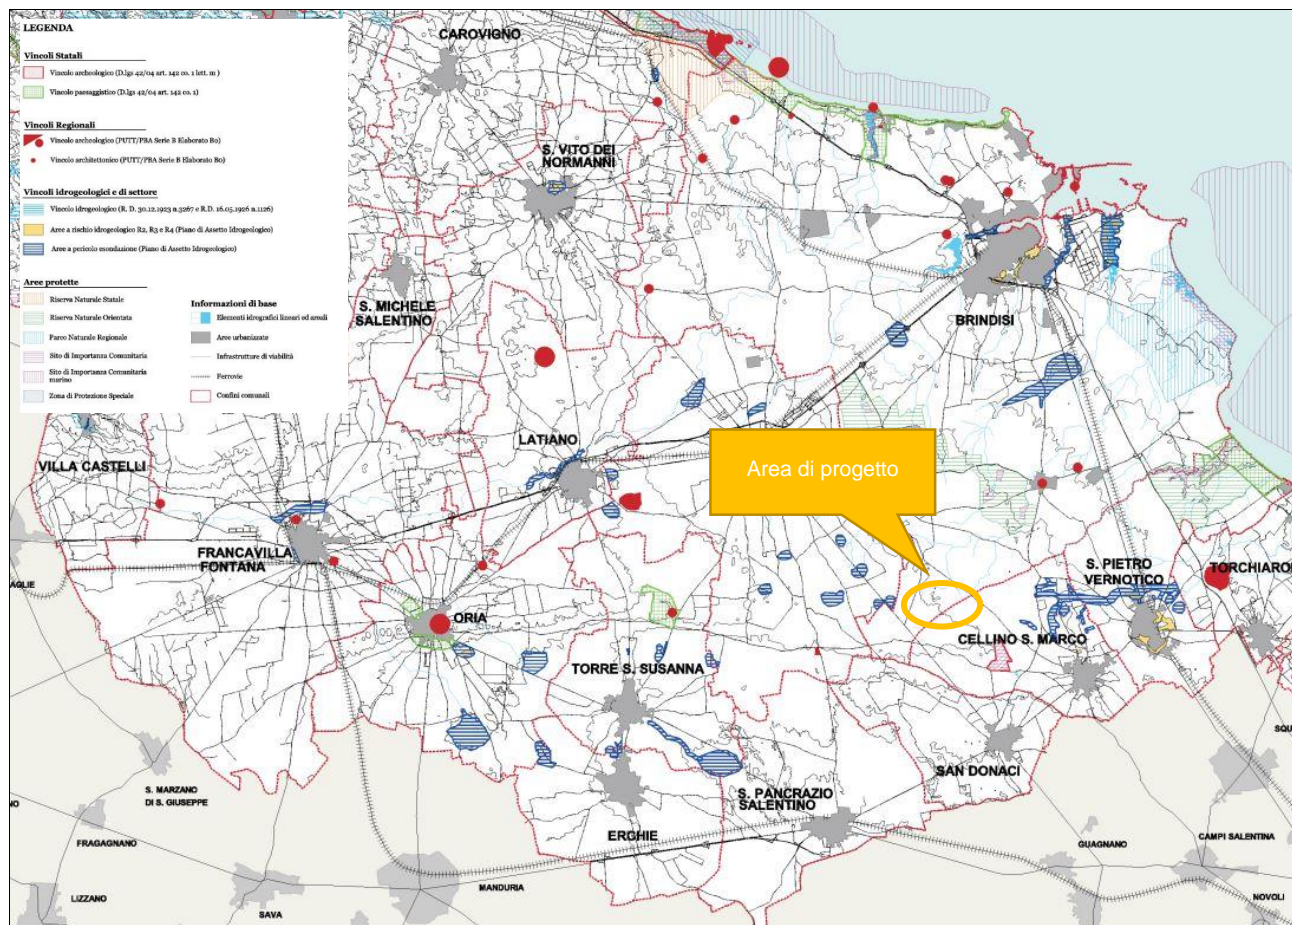 LEGENDA
Vincoli Statali
Vincolo archeologico (D.lgs 42/04 art. 142 co. 1 lett. m )
Vincolo paesaggistico (D.lgs 42/04 art. 142 co. 1)
Vincoli Regionali
Vincolo archeologico (PUTT/PBA Serie B Elaborato B0)
Vincolo architettonico (PUTT/PBA Serie B Elaborato B0)
Vincoli idrogeologici e di settore
Vincolo idrogeologico (R. D. 30.12.1923 n.3267 e R.D. 16.05.1926 n.1126)
Aree a rischio idrogeologico R2, R3 e R4 (Piano di Assetto Idrogeologico)
Aree a pericolo esondazione (Piano di Assetto Idrogeologico)
Aree protette
Riserva Naturale Statale
Riserva Naturale Orientata
Parco Naturale Regionale
Sito di Importanza Comunitaria
Sito di Importanza Comunitaria
marino
Zona di Protezione Speciale
Informazioni di base
Elementi idrografici lineari ed areali
Aree urbanizzate
Infrastrutture di viabilità
Ferrovie
Confini comunali
CAROVIGNO
S. VITO DEI
NORMANNI
S. MICHELE
SALENTINO
BRINDISI
LATIANO
VILLA CASTELLI
Area di progetto
FRANCAVILLA
FONTANA
S. PIETRO
VERNOTICO
TORCHIAROL
AGLIE
ORIA
CELLINO S. MARCO
TORRE S. SUSANNA
SQU
SAN DONACI
S. MARZANO
DI S. GIUSEPPE
S. PANCRAZIO
SALENTINO
NO
FRAGAGNANO
ERCHIE
GUAGNANO
CAMPI SALENTINA
MANDURIA
LIZZANO
SAVA
NOVOLI